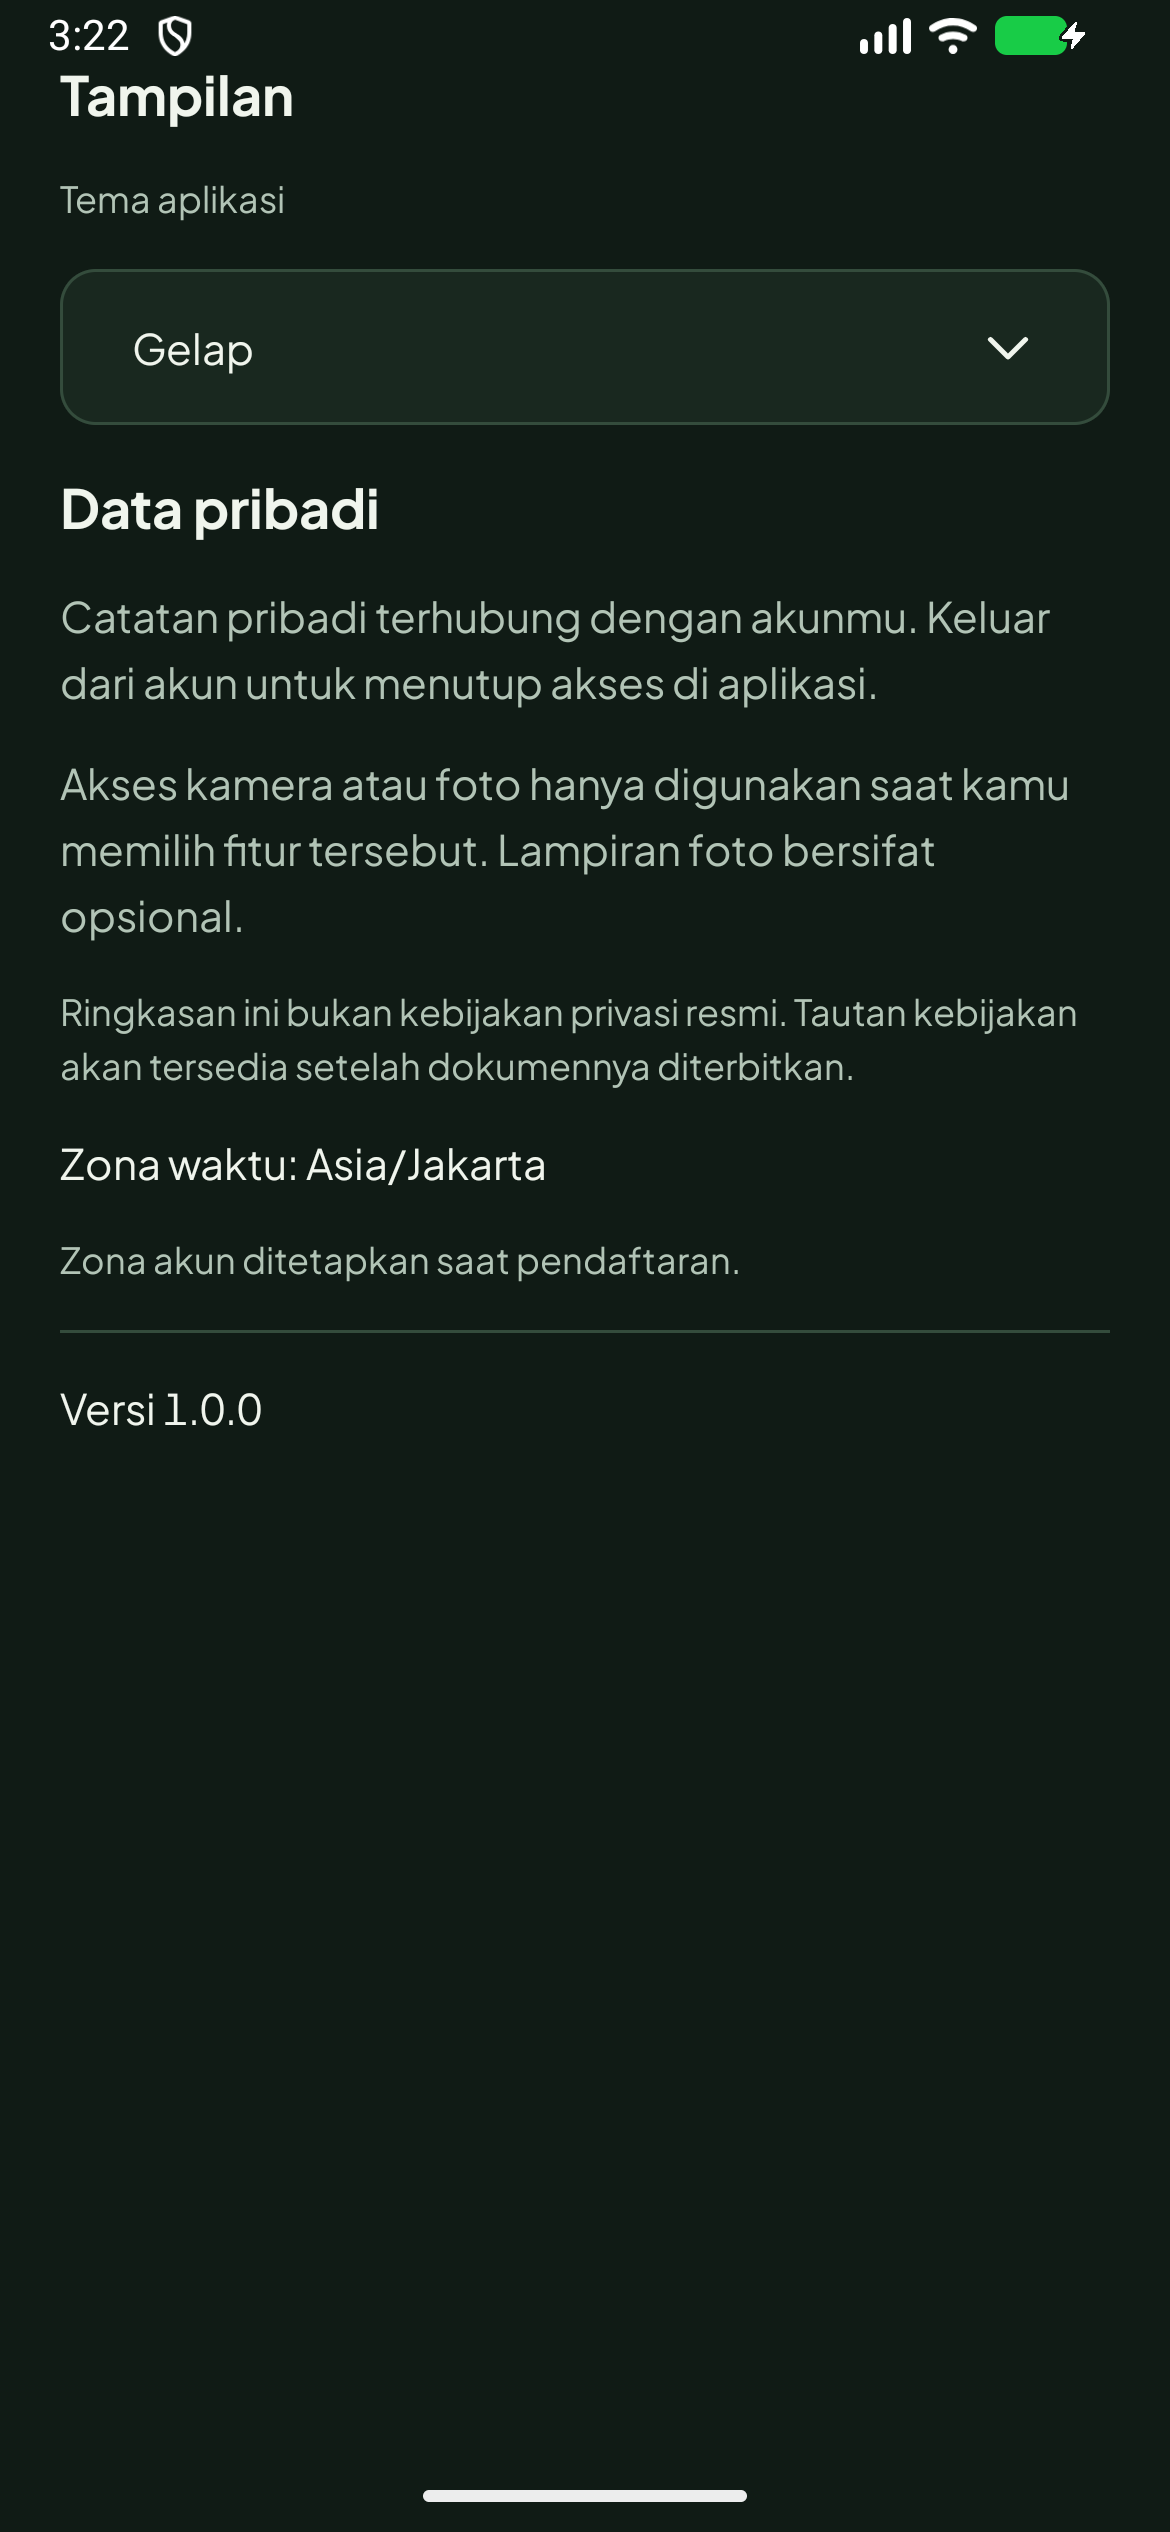 3:22
Tampilan
Tema aplikasi
Gelap
Data pribadi
Catatan pribadi terhubung dengan akunmu. Keluar
dari akun untuk menutup akses di aplikasi.
Akses kamera atau foto hanya digunakan saat kamu
memilih fitur tersebut. Lampiran foto bersifat
opsional.
Ringkasan ini bukan kebijakan privasi resmi. Tautan kebijakan
akan tersedia setelah dokumennya diterbitkan.
Zona waktu: Asia/Jakarta
Zona akun ditetapkan saat pendaftaran.
Versi 1.0.0